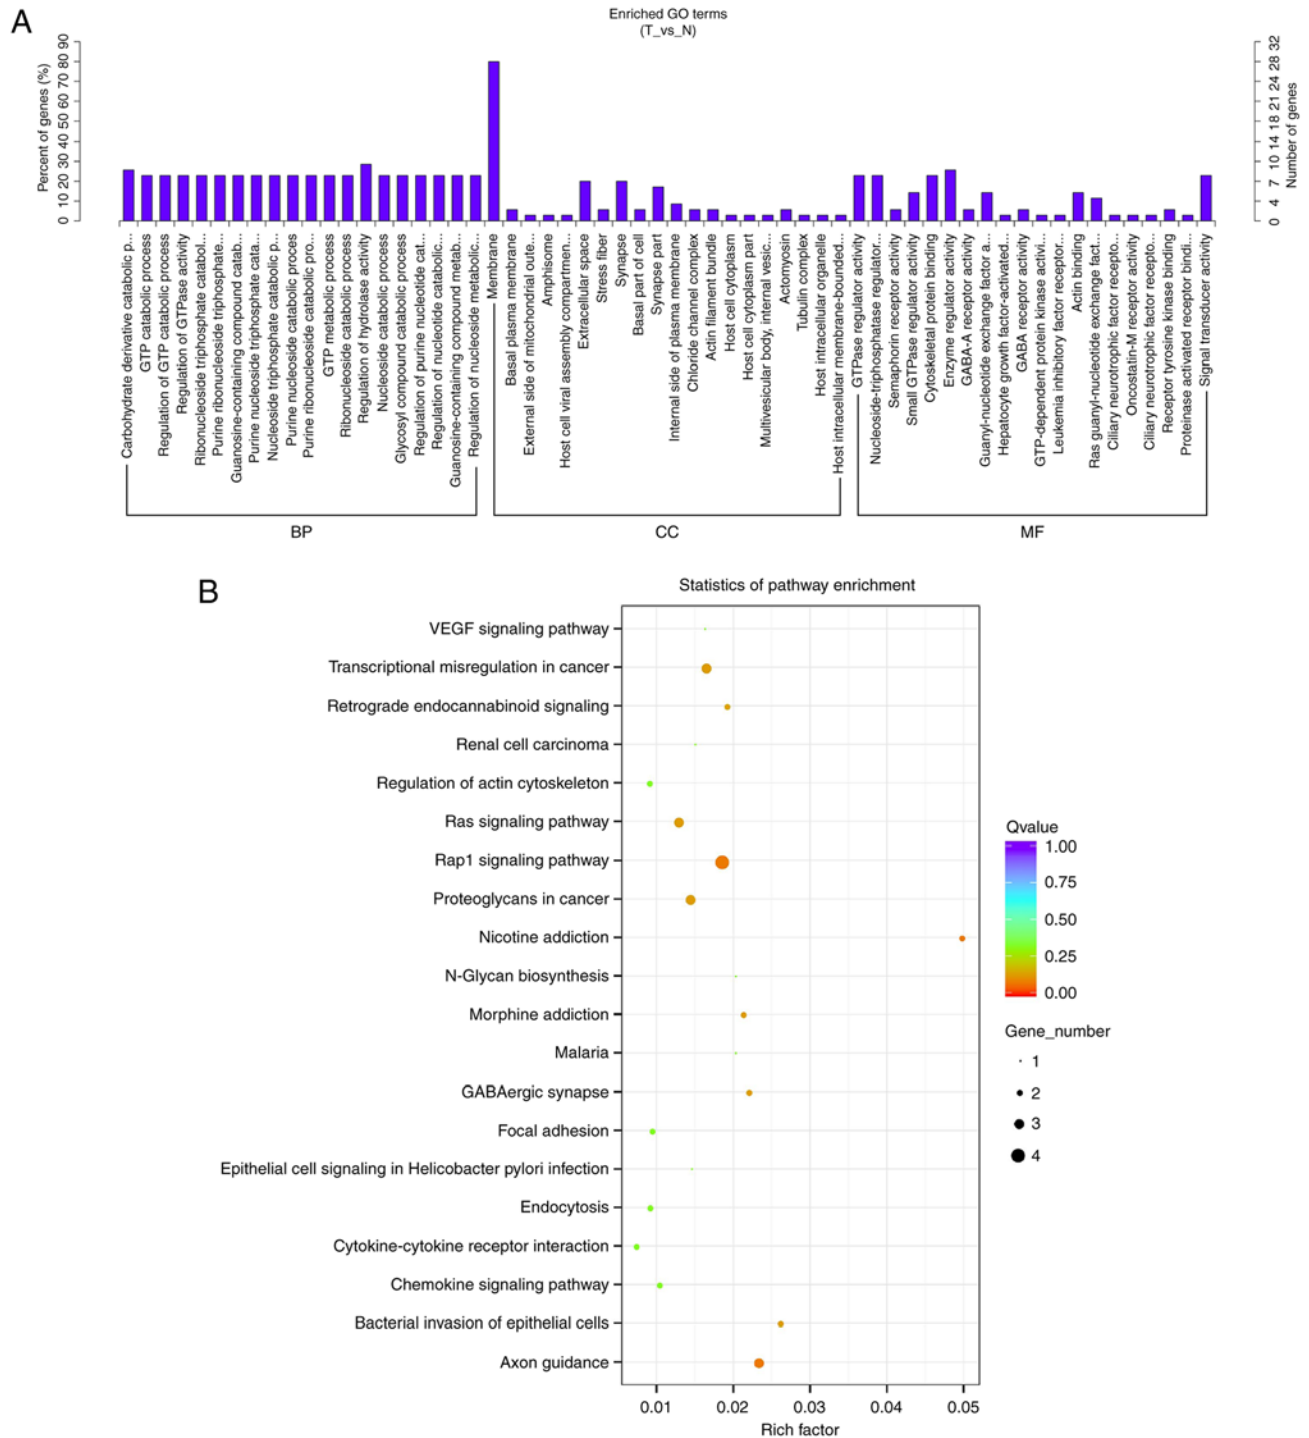 A
Enriched GO terms
(T_vs_N)
Percent of genes (%)
0 10 20 30 40 50 60 70 80 90
Number of genes
0 4 7 10 14 18 21 24 28 32
Carbohydrate derivative catabolic p...
GTP catabolic process
Regulation of GTP catabolic process
Regulation of GTPase activity
Ribonucleoside triphosphate catabol...
Purine ribonucleoside triphosphate...
Guanosine-containing compound catab...
Purine nucleoside triphosphate cata...
Nucleoside triphosphate catabolic p...
Purine nucleoside catabolic proces
Purine ribonucleoside catabolic pro...
GTP metabolic process
Ribonucleoside catabolic process
Regulation of hydrolase activity
Nucleoside catabolic process
Glycosyl compound catabolic process
Regulation of purine nucleotide cat...
Regulation of nucleotide catabolic...
Guanosine-containing compound metab...
Regulation of nucleoside metabolic...
Membrane
Basal plasma membrane
External side of mitochondrial oute...
Amphisome
Host cell viral assembly compartmen...
Extracellular space
Stress fiber
Synapse
Basal part of cell
Synapse part
Internal side of plasma membrane
Chloride channel complex
Actin filament bundle
Host cell cytoplasm
Host cell cytoplasm part
Multivesicular body, internal vesic...
Actomyosin
Tubulin complex
Host intracellular organelle
Host intracellular membrane-bounded...
GTPase regulator activity
Nucleoside-triphosphatase regulator...
Semaphorin receptor activity
Small GTPase regulator activity
Cytoskeletal protein binding
Enzyme regulator activity
GABA-A receptor activity
Guanyl-nucleotide exchange factor a...
Hepatocyte growth factor-activated...
GABA receptor activity
GTP-dependent protein kinase activi...
Leukemia inhibitory factor receptor...
Actin binding
Ras guanyl-nucleotide exchange fact...
Ciliary neurotrophic factor recepto...
Oncostatin-M receptor activity
Ciliary neurotrophic factor recepto...
Receptor tyrosine kinase binding
Proteinase activated receptor bindi...
Signal transducer activity
BP
CC
MF
B
Statistics of pathway enrichment
VEGF signaling pathway
Transcriptional misregulation in cancer
Retrograde endocannabinoid signaling
Renal cell carcinoma
Regulation of actin cytoskeleton
Ras signaling pathway
Rap1 signaling pathway
Proteoglycans in cancer
Nicotine addiction
N-Glycan biosynthesis
Morphine addiction
Malaria
GABAergic synapse
Focal adhesion
Epithelial cell signaling in Helicobacter pylori infection
Endocytosis
Cytokine-cytokine receptor interaction
Chemokine signaling pathway
Bacterial invasion of epithelial cells
Axon guidance
0.01 0.02 0.03 0.04 0.05
Rich factor
Qvalue
1.00
0.75
0.50
0.25
0.00
Gene_number
1
2
3
4